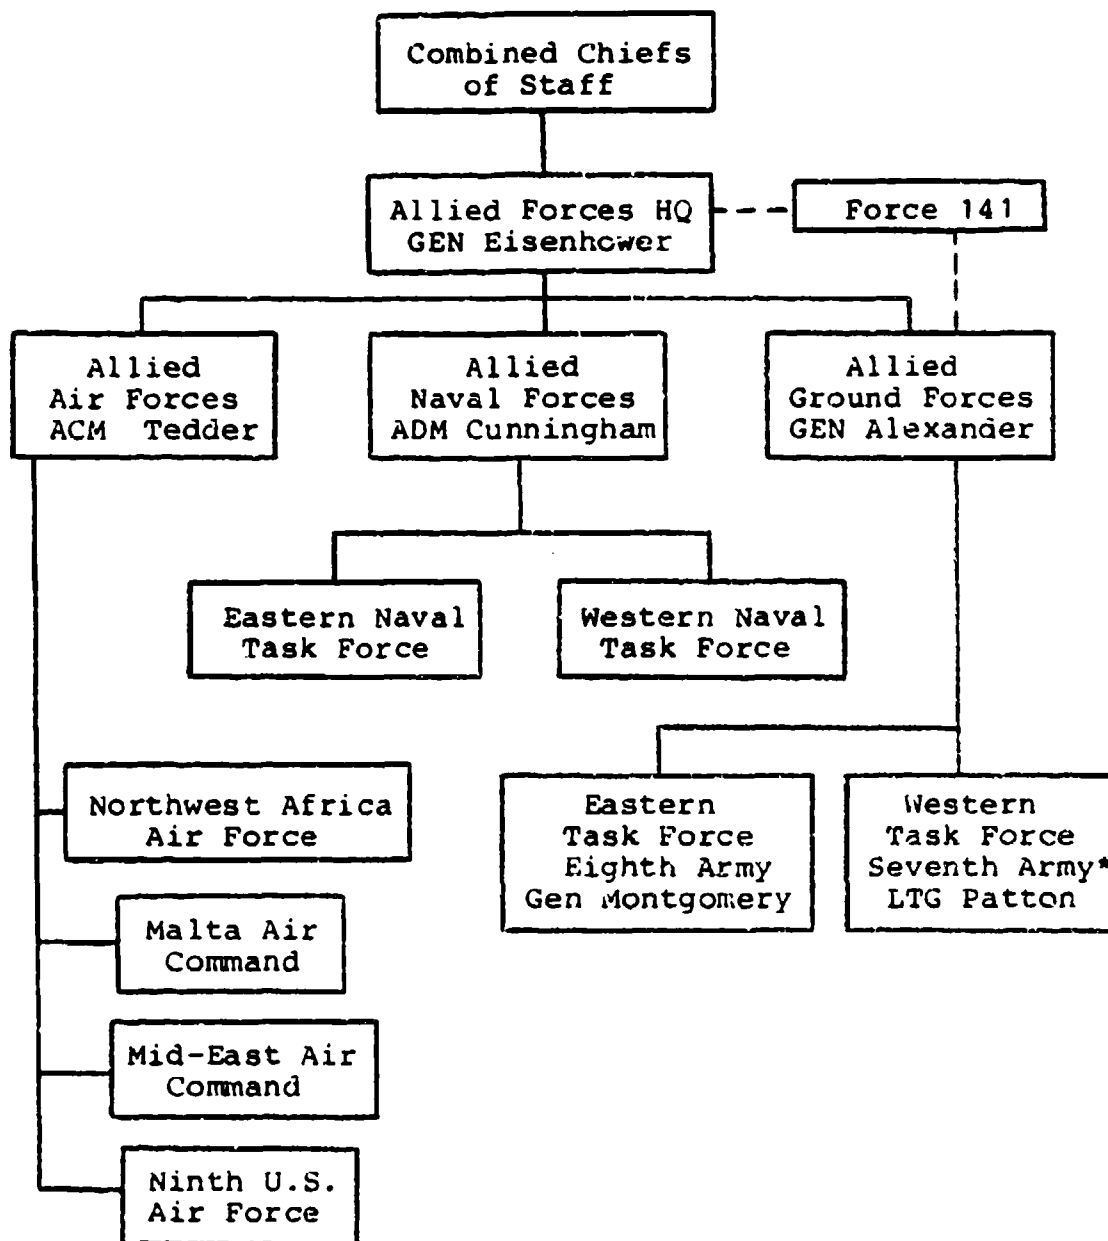 Combined Chiefs
of Staff
Allied Forces HQ
GEN Eisenhower
Force 141
Allied
Air Forces
ACM Tedder
Allied
Naval Forces
ADM Cunningham
Allied
Ground Forces
GEN Alexander
Eastern Naval
Task Force
Western Naval
Task Force
Northwest Africa
Air Force
Eastern
Task Force
Eighth Army
Gen Montgomery
Western
Task Force
Seventh Army*
LTG Patton
Malta Air
Command
Mid-East Air
Command
Ninth U.S.
Air Force